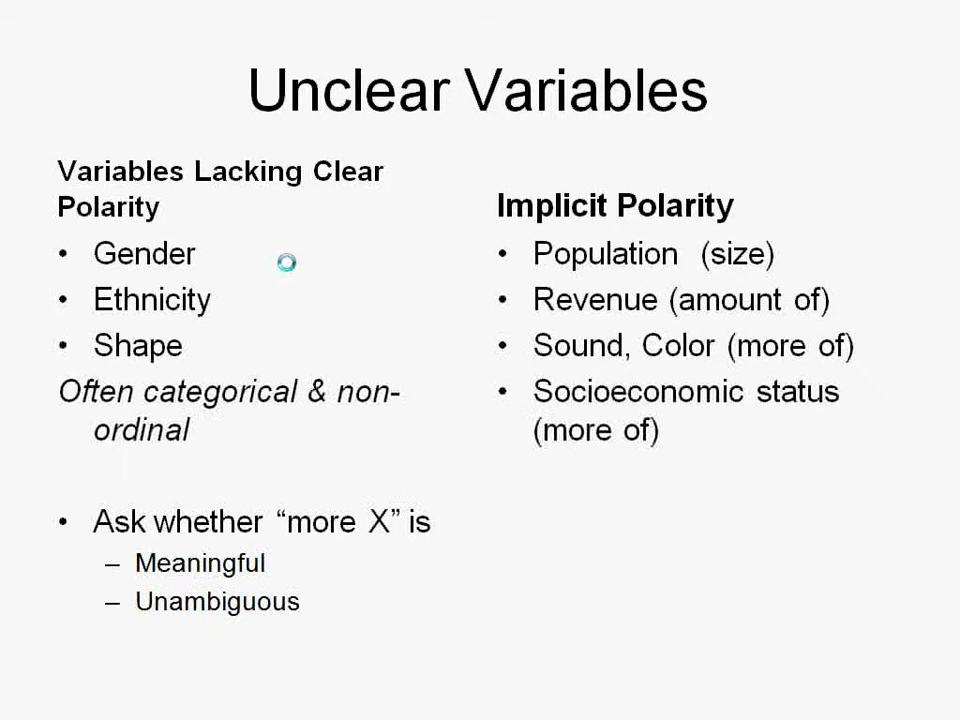 Unclear Variables
Variables Lacking Clear
Polarity
• Gender
• Ethnicity
• Shape
Often categorical & non-
ordinal
• Ask whether “more X” is
– Meaningful
– Unambiguous
Implicit Polarity
• Population (size)
• Revenue (amount of)
• Sound, Color (more of)
• Socioeconomic status
(more of)